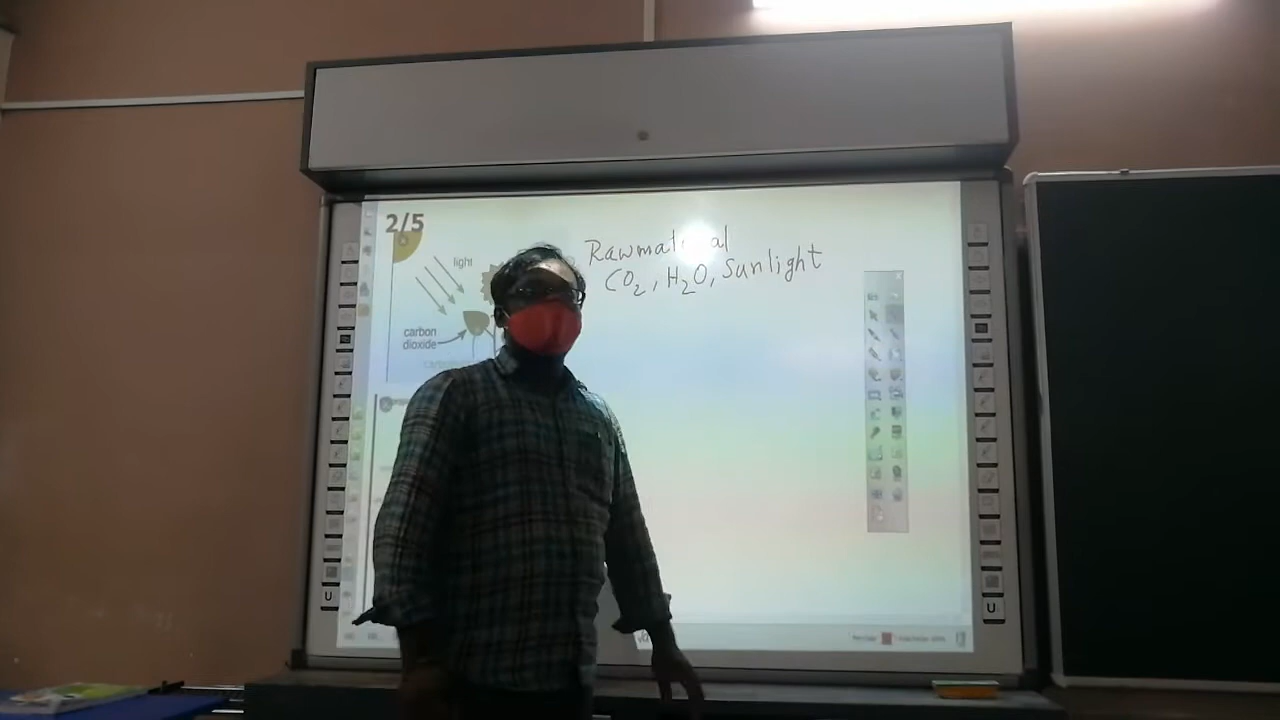 2/5
light
Rawmaterial
CO2, H2O, Sunlight
carbon
dioxide
U
U